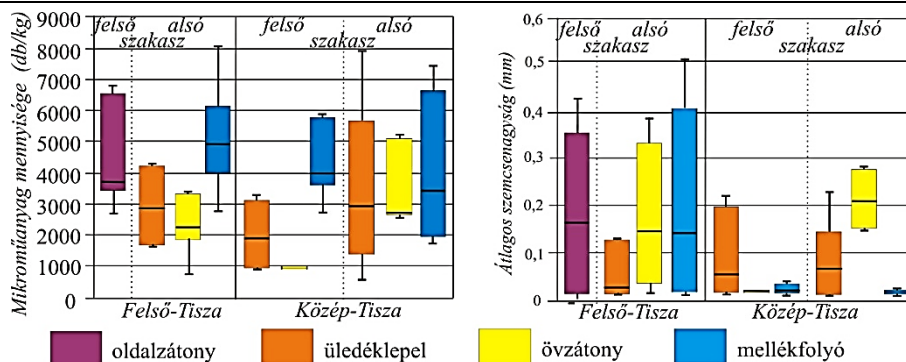 Mikroműanyag mennyisége (db/kg)
9000
8000
7000
6000
5000
4000
3000
2000
1000
0
felső alsó
szakasz
felső alsó
szakasz
Felső-Tisza Közép-Tisza
Átlagos szemcsenagyság (mm)
0,6
0,5
0,4
0,3
0,2
0,1
0
felső alsó
szakasz
felső alsó
szakasz
Felső-Tisza Közép-Tisza
oldalzátony üledéklepel övzátony mellékfolyó